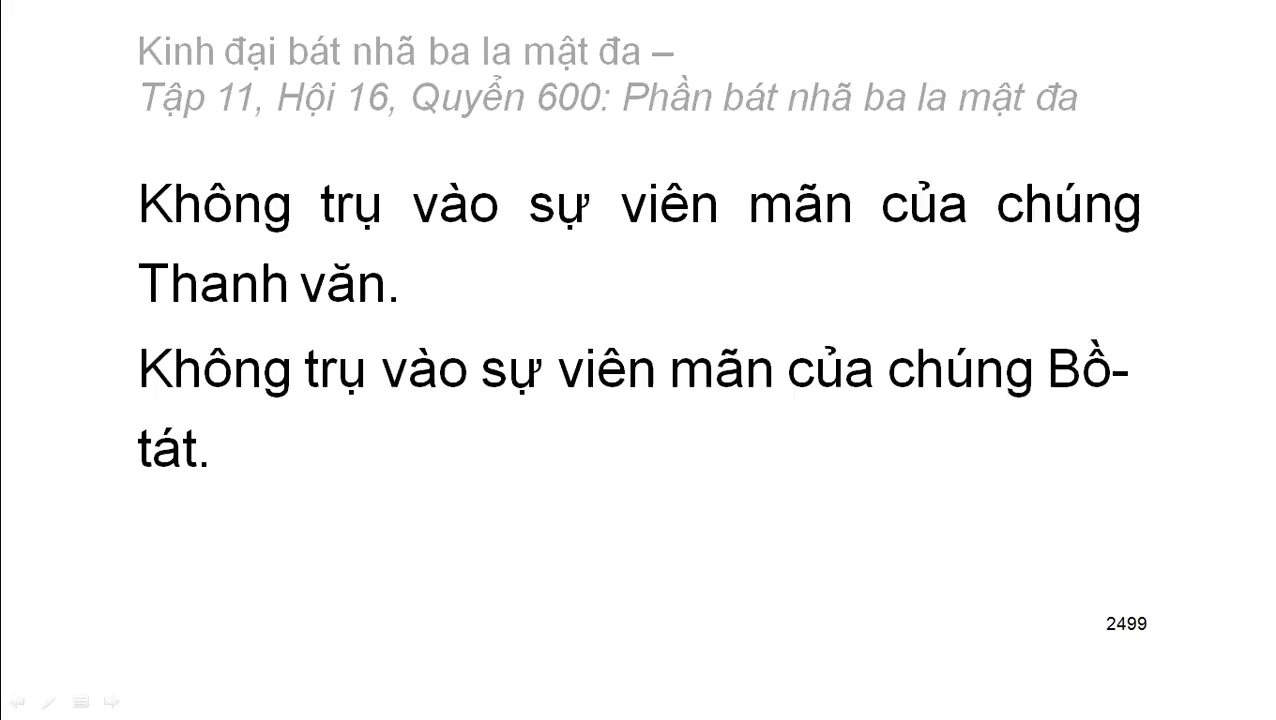 Kinh đại bát nhã ba la mật đa –
Tập 11, Hội 16, Quyển 600: Phần bát nhã ba la mật đa
Không trụ vào sự viên mãn của chúng
Thanh văn.
Không trụ vào sự viên mãn của chúng Bồ-
tát.
2499